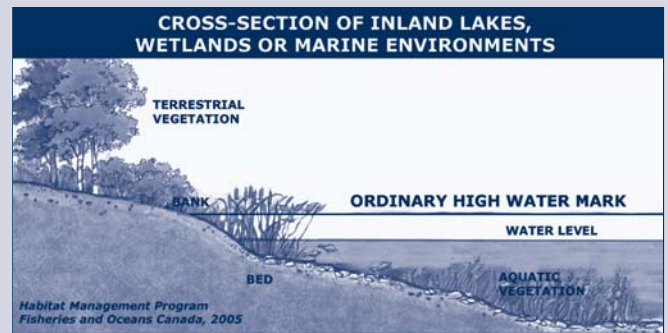 CROSS-SECTION OF INLAND LAKES,
WETLANDS OR MARINE ENVIRONMENTS
TERRESTRIAL
VEGETATION
BANK
ORDINARY HIGH WATER MARK
WATER LEVEL
BED
AQUATIC
VEGETATION
Habitat Management Program
Fisheries and Oceans Canada, 2005